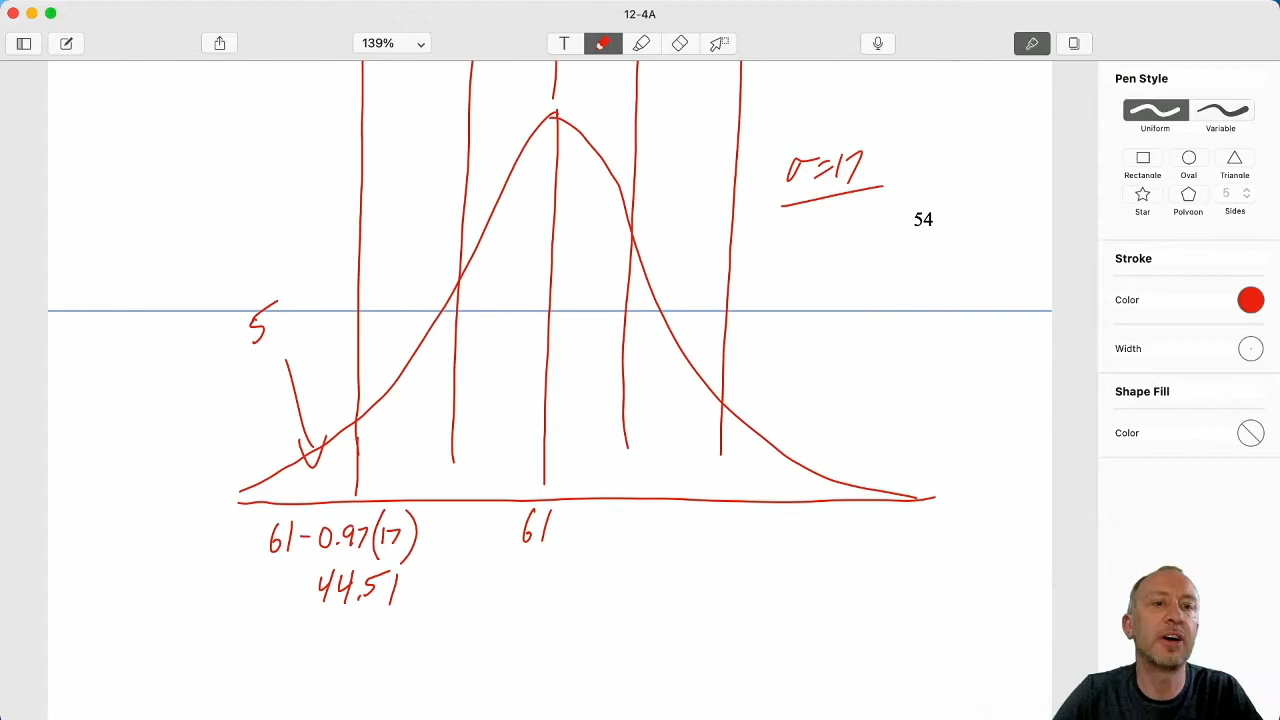 12-4A
139%
T
Pen Style
Uniform
Variable
Rectangle
Oval
Triangle
5
Star
Polygon
Sides
Stroke
Color
Width
Shape Fill
Color
σ=17
54
5
61-0.97(17)
61
44.51